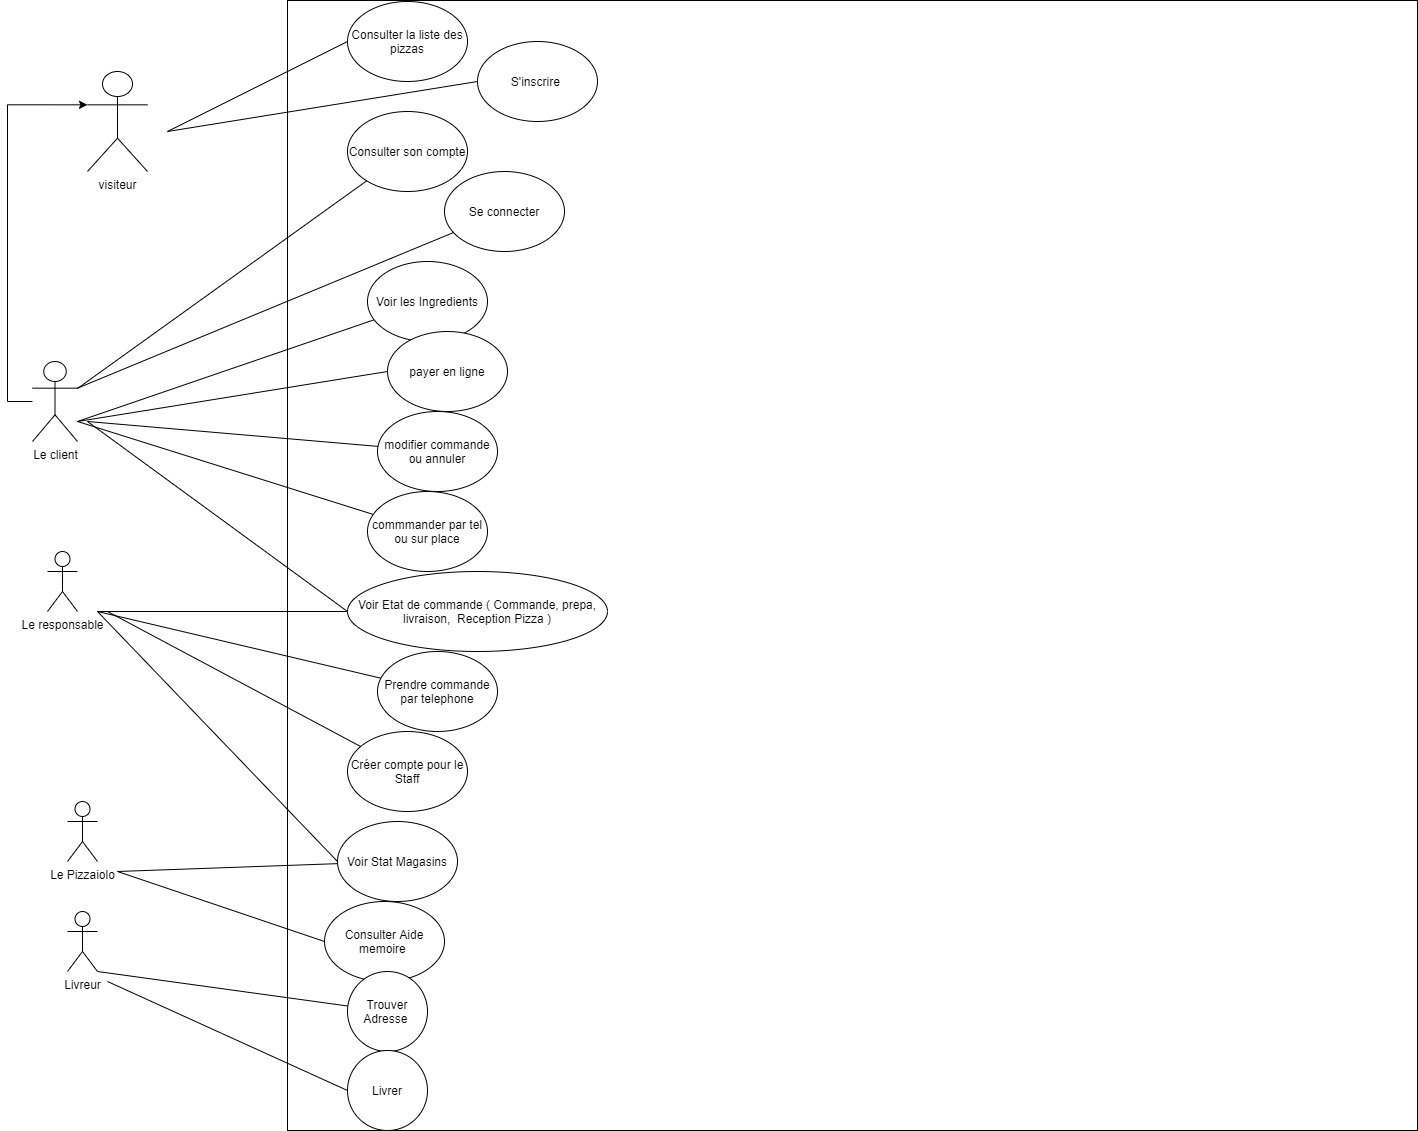 Consulter la liste des
pizzas
S'inscrire
visiteur
Consulter son compte
Se connecter
Voir les Ingredients
payer en ligne
Le client
modifier commande
ou annuler
commmander par tel
ou sur place
Le responsable
Voir Etat de commande ( Commande, prepa,
livraison, Reception Pizza )
Prendre commande
par telephone
Créer compte pour le
Staff
Le Pizzaiolo
Voir Stat Magasins
Consulter Aide
memoire
Livreur
Trouver
Adresse
Livrer